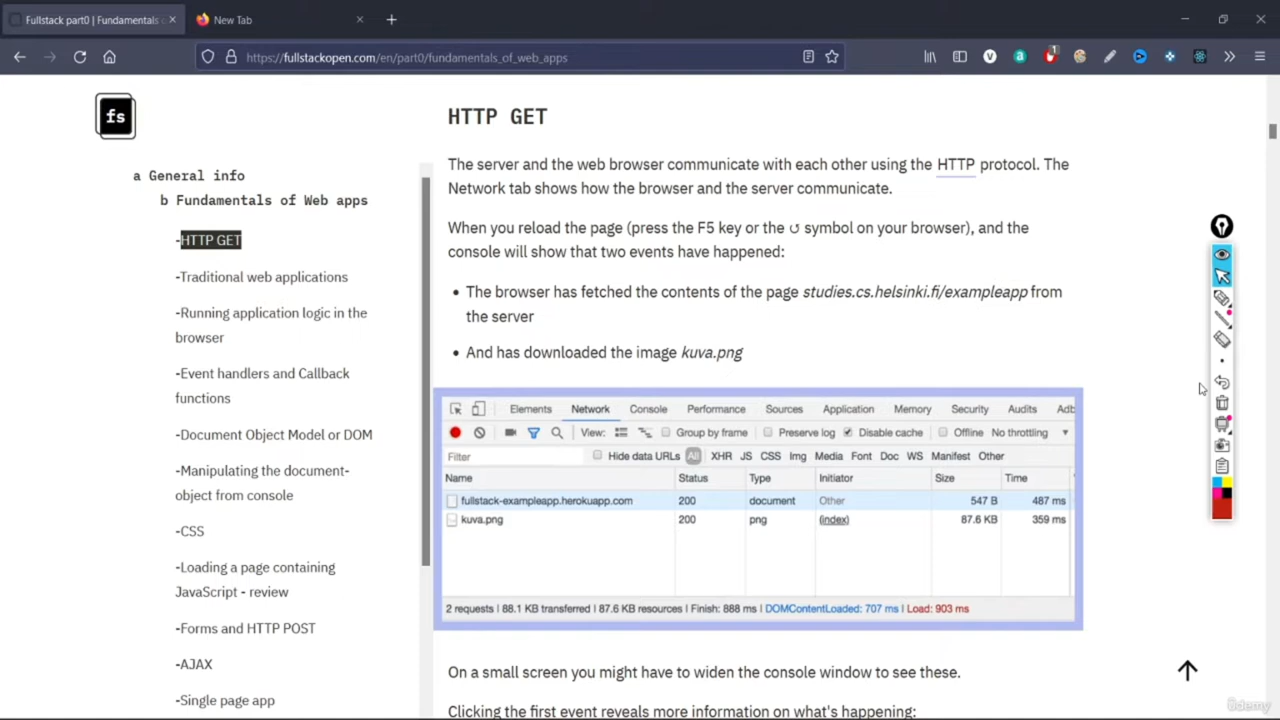 Fullstack part0 | Fundamentals
New Tab
https://fullstackopen.com/en/part0/fundamentals_of_web_apps
1
fs
a General info
b Fundamentals of Web apps
-HTTP GET
-Traditional web applications
-Running application logic in the
browser
-Event handlers and Callback
functions
-Document Object Model or DOM
-Manipulating the document-
object from console
-CSS
-Loading a page containing
JavaScript - review
-Forms and HTTP POST
-AJAX
-Single page app
HTTP GET
The server and the web browser communicate with each other using the HTTP protocol. The
Network tab shows how the browser and the server communicate.
When you reload the page (press the F5 key or the ↺ symbol on your browser), and the
console will show that two events have happened:
• The browser has fetched the contents of the page studies.cs.helsinki.fi/exampleapp from
the server
• And has downloaded the image kuva.png
Elements Network Console Performance Sources Application Memory Security Audits Adb
View: Group by frame Preserve log Disable cache Offline No throttling
Filter Hide data URLs All XHR JS CSS Img Media Font Doc WS Manifest Other
Name Status Type Initiator Size Time
fullstack-exampleapp.herokuapp.com 200 document Other 547 B 487 ms
kuva.png 200 png (index) 87.6 KB 359 ms
2 requests | 88.1 KB transferred | 87.6 KB resources | Finish: 888 ms | DOMContentLoaded: 707 ms | Load: 903 ms
On a small screen you might have to widen the console window to see these.
Clicking the first event reveals more information on what's happening:
ûdemy